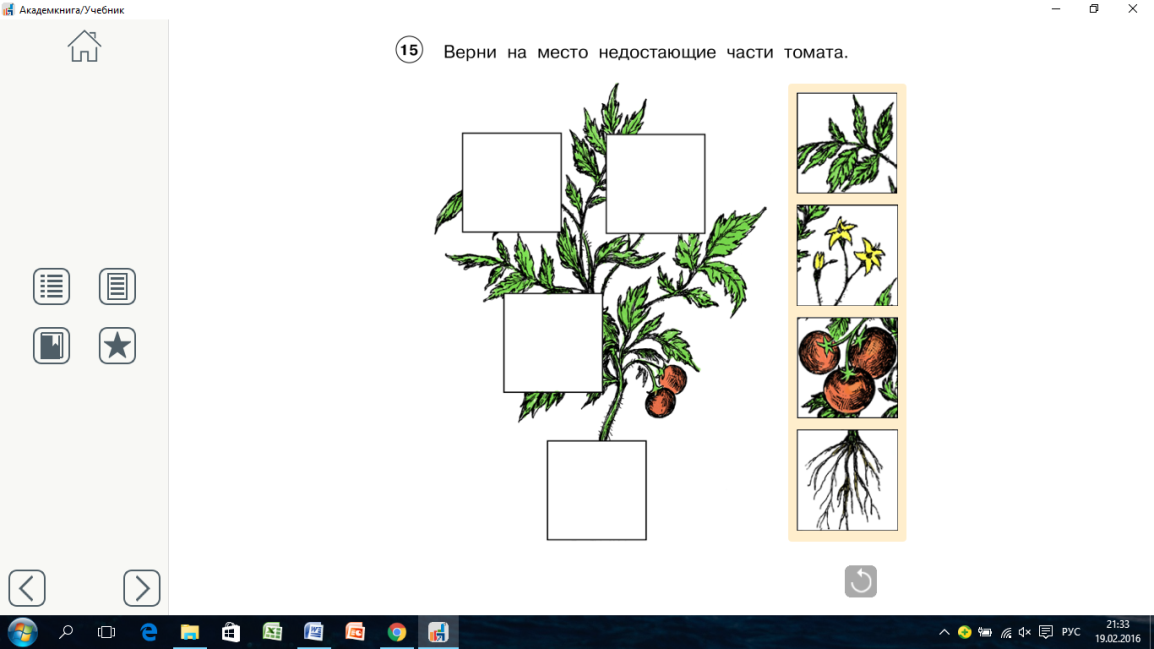 Академкнига/Учебник
15 Верни на место недостающие части томата.
РУС
21:33
19.02.2016